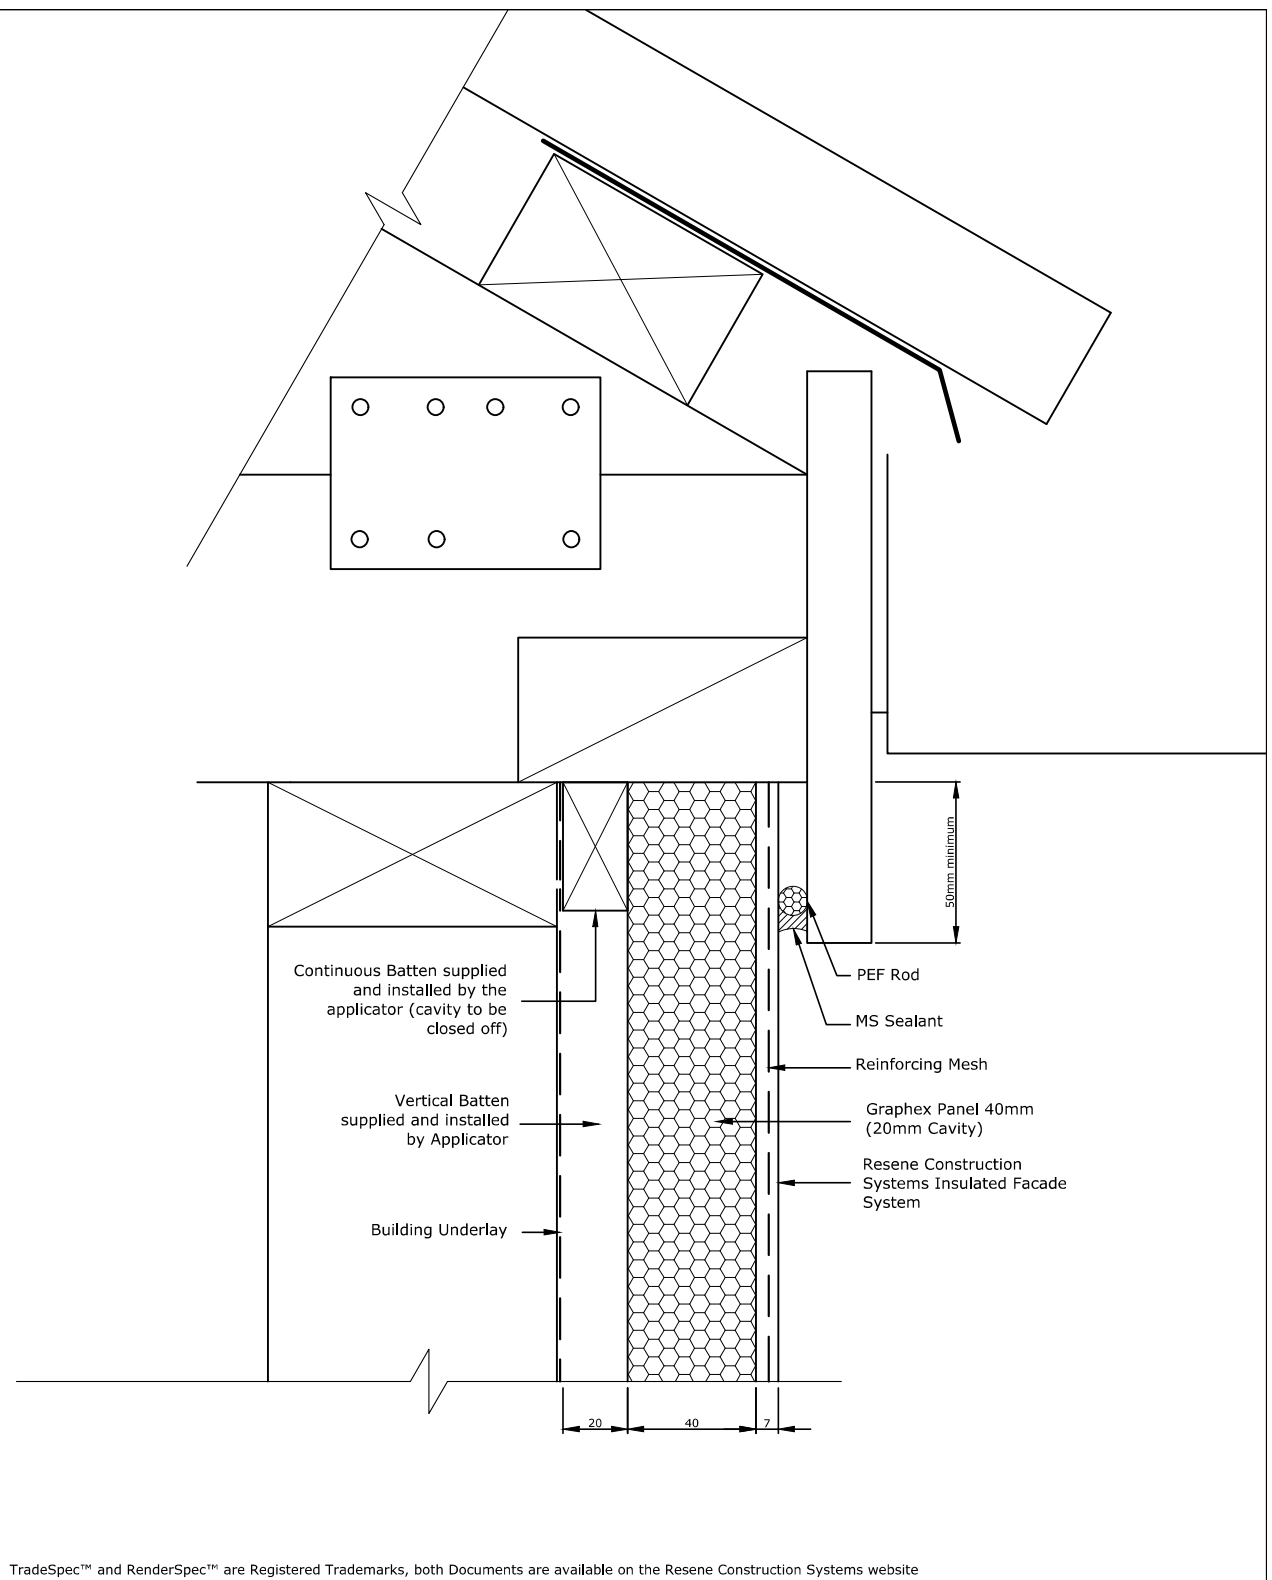 50mm minimum
Continuous Batten supplied
and installed by the
applicator (cavity to be
closed off)
PEF Rod
MS Sealant
Reinforcing Mesh
Vertical Batten
supplied and installed
by Applicator
Graphex Panel 40mm
(20mm Cavity)
Resene Construction
Systems Insulated Facade
System
Building Underlay
20
40
7
TradeSpec™ and RenderSpec™ are Registered Trademarks, both Documents are available on the Resene Construction Systems website